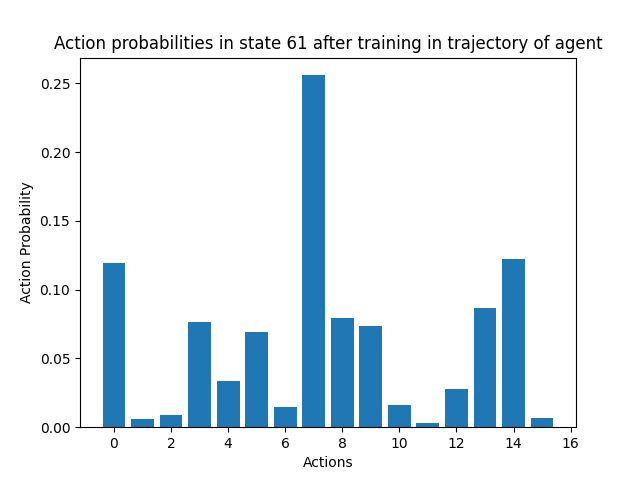 Action probabilities in state 61 after training in trajectory of agent
0.25
0.20
0.15
0.10
0.05
0.00
Action Probability
0 2 4 6 8 10 12 14 16
Actions